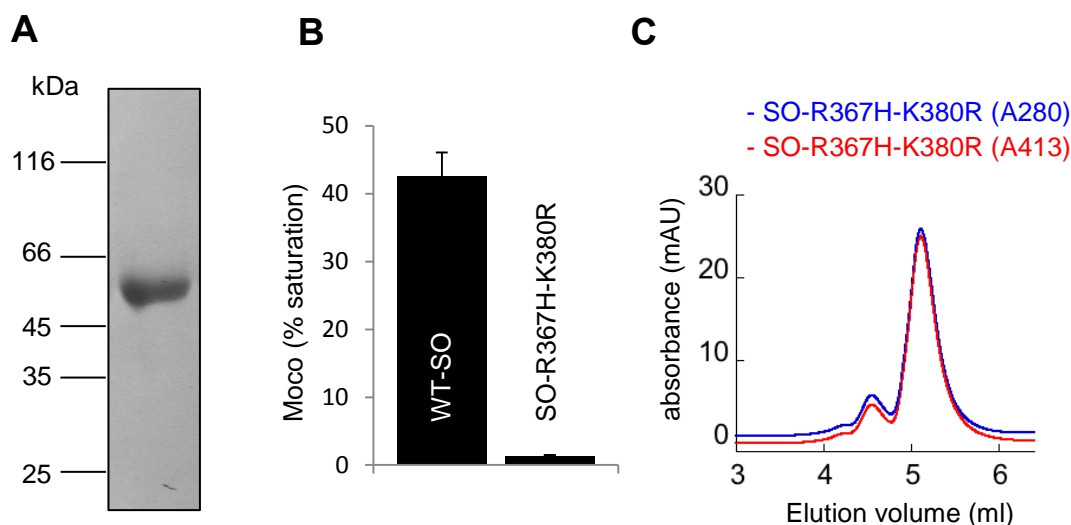 A
kDa
116
66
45
35
25
B
Moco (% saturation)
50
40
30
20
10
0
WT-SO
SO-R367H-K380R
C
- SO-R367H-K380R (A280)
- SO-R367H-K380R (A413)
absorbance (mAU)
30
20
10
0
3 4 5 6
Elution volume (ml)